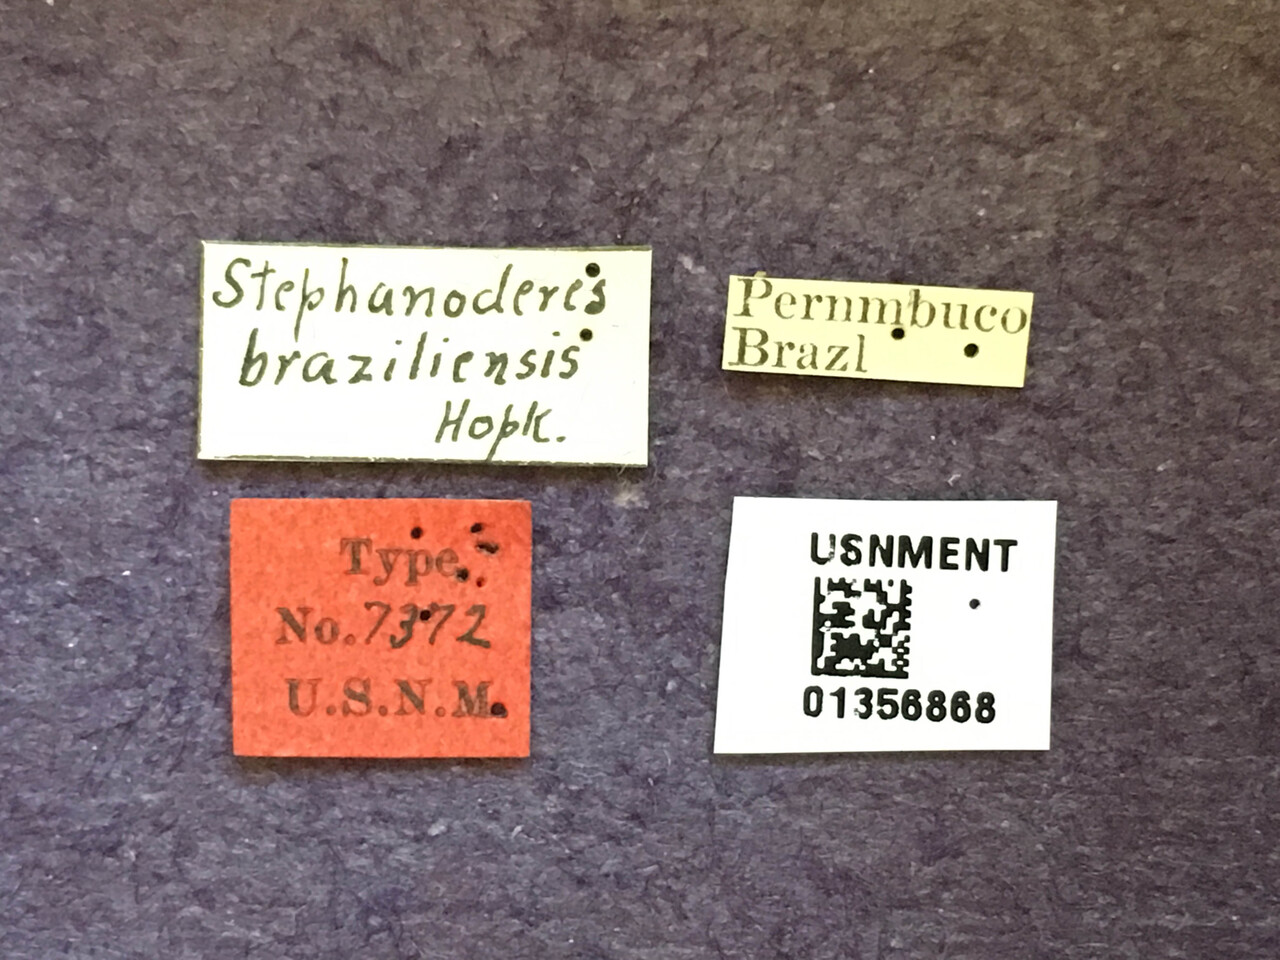 Stephanoderes
braziliensis
Hopk.
Pernmbuco
Brazl
Type
No. 7372
U.S.N.M.
USNMENT
01356868